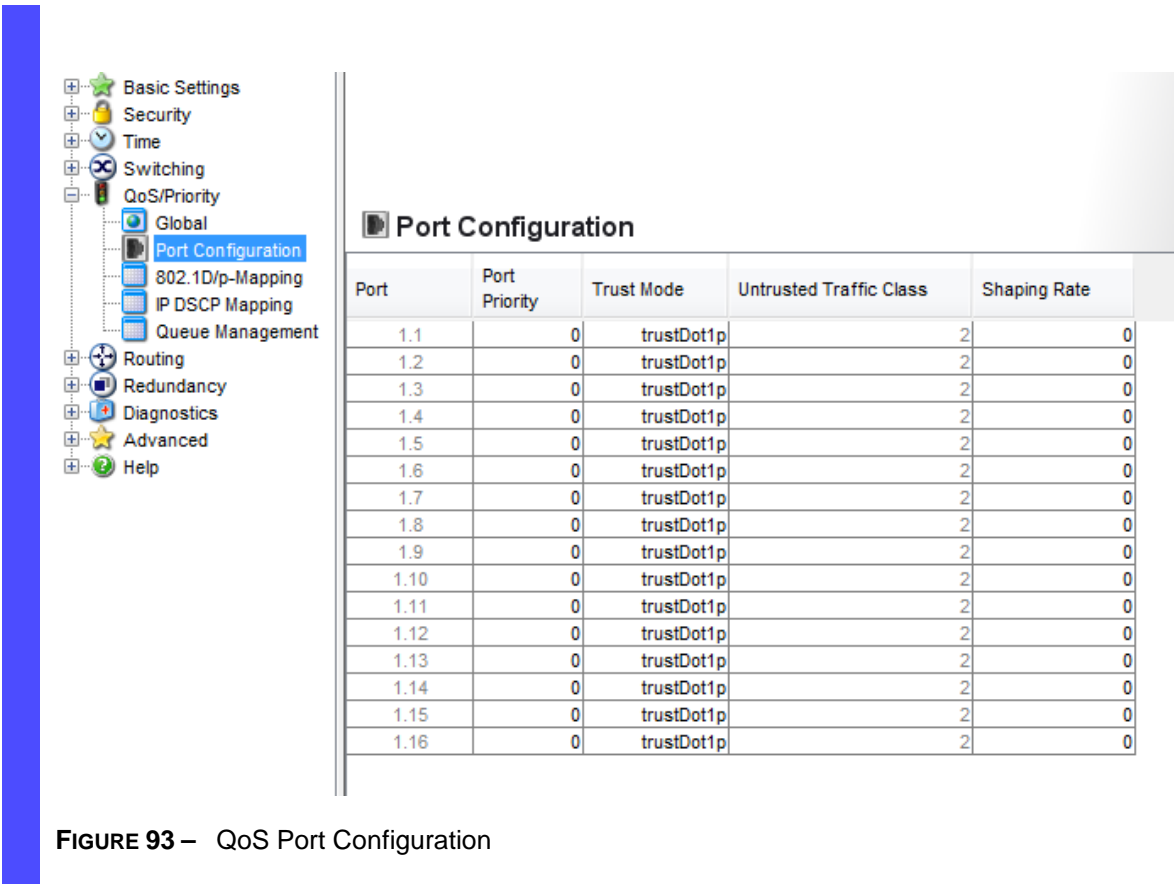 Basic Settings
Security
Time
Switching
QoS/Priority
Global
Port Configuration
802.1D/p-Mapping
IP DSCP Mapping
Queue Management
Routing
Redundancy
Diagnostics
Advanced
Help
Port Configuration
Port Port Priority Trust Mode Untrusted Traffic Class Shaping Rate
1.1 0 trustDot1p 2 0
1.2 0 trustDot1p 2 0
1.3 0 trustDot1p 2 0
1.4 0 trustDot1p 2 0
1.5 0 trustDot1p 2 0
1.6 0 trustDot1p 2 0
1.7 0 trustDot1p 2 0
1.8 0 trustDot1p 2 0
1.9 0 trustDot1p 2 0
1.10 0 trustDot1p 2 0
1.11 0 trustDot1p 2 0
1.12 0 trustDot1p 2 0
1.13 0 trustDot1p 2 0
1.14 0 trustDot1p 2 0
1.15 0 trustDot1p 2 0
1.16 0 trustDot1p 2 0
FIGURE 93 – QoS Port Configuration